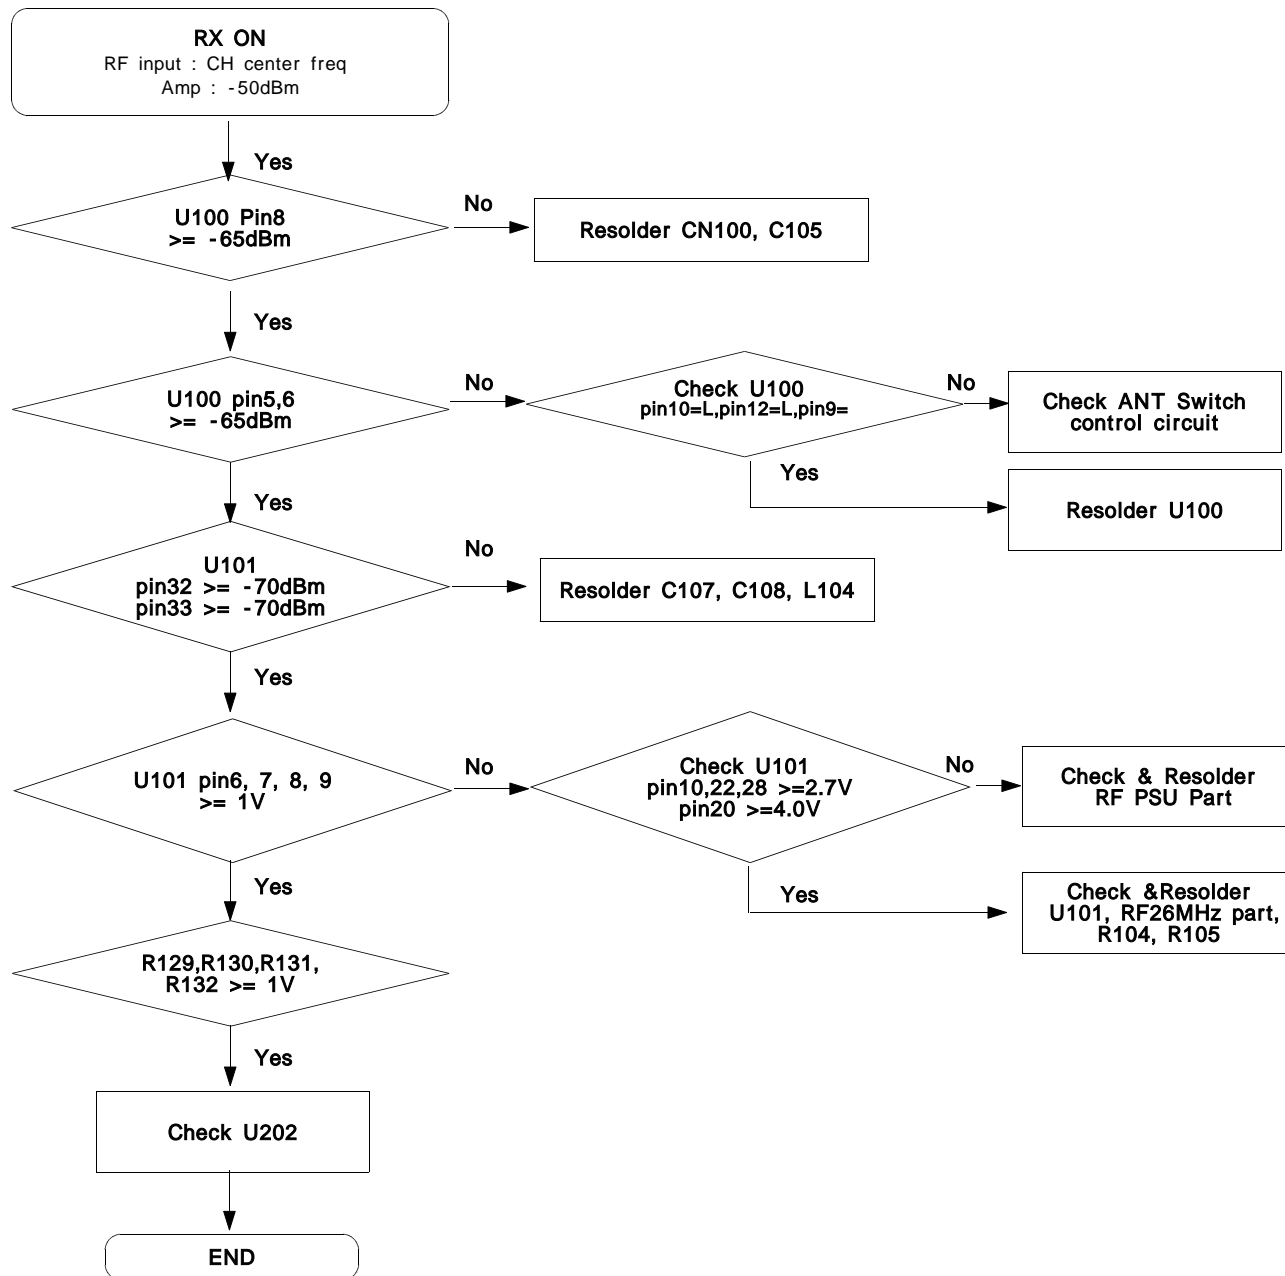 RX ON
RF input : CH center freq
Amp : -50dBm
Yes
U100 Pin8
>= -65dBm
No
Resolder CN100, C105
Yes
U100 pin5,6
>= -65dBm
No
Check U100
pin10=L,pin12=L,pin9=
No
Check ANT Switch
control circuit
Yes
Resolder U100
Yes
U101
pin32 >= -70dBm
pin33 >= -70dBm
No
Resolder C107, C108, L104
Yes
U101 pin6, 7, 8, 9
>= 1V
No
Check U101
pin10,22,28 >=2.7V
pin20 >=4.0V
No
Check & Resolder
RF PSU Part
Yes
Check &Resolder
U101, RF26MHz part,
R104, R105
Yes
R129,R130,R131,
R132 >= 1V
Yes
Check U202
END